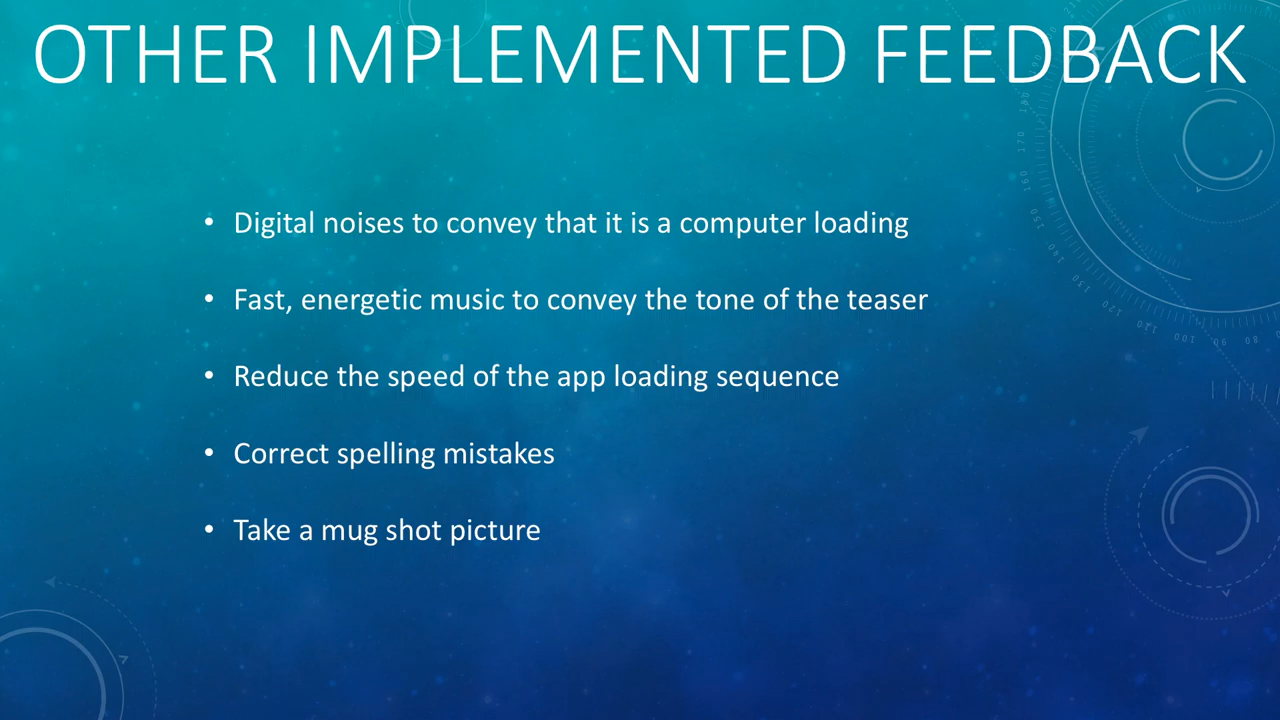 OTHER IMPLEMENTED FEEDBACK
• Digital noises to convey that it is a computer loading
• Fast, energetic music to convey the tone of the teaser
• Reduce the speed of the app loading sequence
• Correct spelling mistakes
• Take a mug shot picture